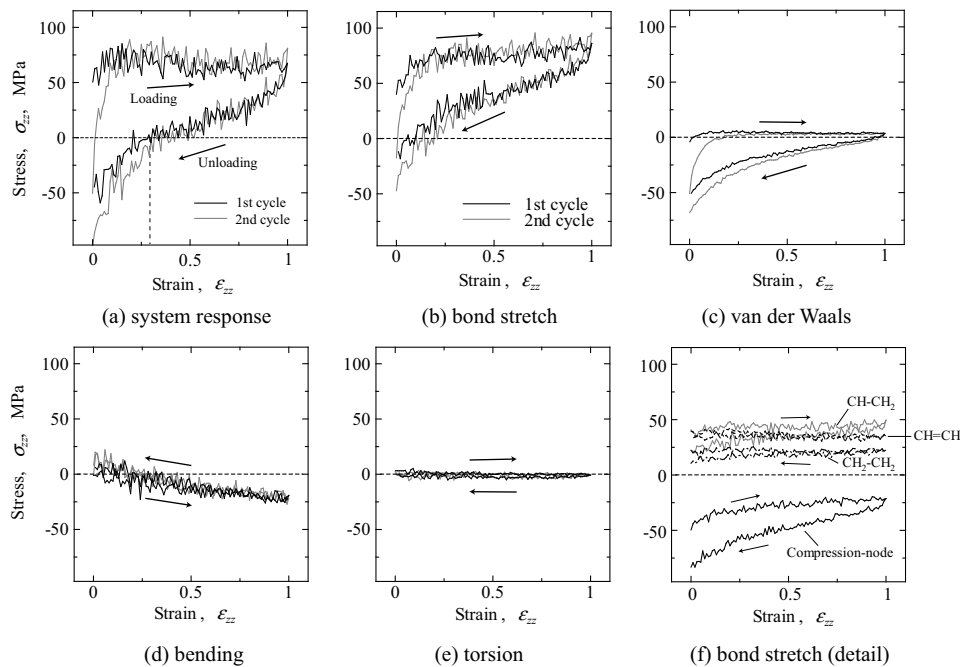 Stress, σzz, MPa
100
50
0
-50
Loading
Unloading
1st cycle
2nd cycle
0 0.5 1
Strain , εzz
(a) system response
100
50
0
-50
1st cycle
2nd cycle
0 0.5 1
Strain , εzz
(b) bond stretch
100
50
0
-50
0 0.5 1
Strain , εzz
(c) van der Waals
Stress, σzz, MPa
100
50
0
-50
0 0.5 1
Strain , εzz
(d) bending
100
50
0
-50
0 0.5 1
Strain , εzz
(e) torsion
100
50
0
-50
CH-CH2
CH=CH
CH2-CH2
Compression-node
0 0.5 1
Strain , εzz
(f) bond stretch (detail)